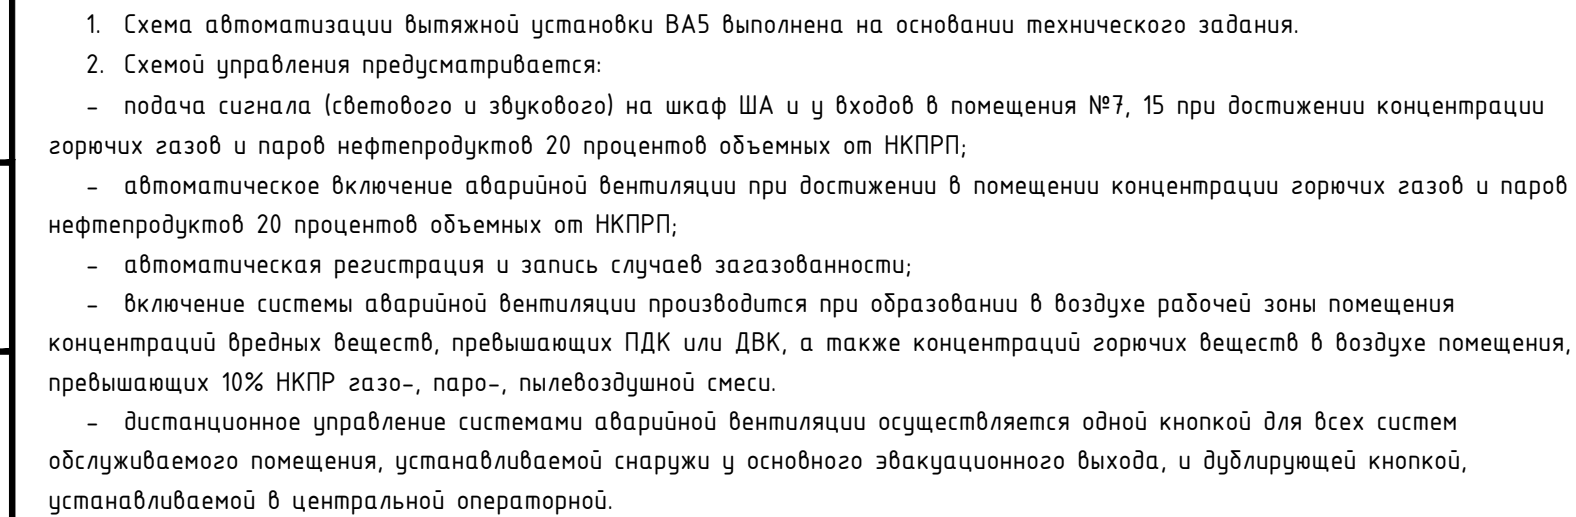 1. Схема автоматизации вытяжной установки ВА5 выполнена на основании технического задания.
2. Схемой управления предусматривается:
- подача сигнала (светового и звукового) на шкаф ША и у входов в помещения №7, 15 при достижении концентрации
горючих газов и паров нефтепродуктов 20 процентов объемных от НКПРП;
- автоматическое включение аварийной вентиляции при достижении в помещении концентрации горючих газов и паров
нефтепродуктов 20 процентов объемных от НКПРП;
- автоматическая регистрация и запись случаев загазованности;
- включение системы аварийной вентиляции производится при образовании в воздухе рабочей зоны помещения
концентраций вредных веществ, превышающих ПДК или ДВК, а также концентраций горючих веществ в воздухе помещения,
превышающих 10% НКПР газо-, паро-, пылевоздушной смеси.
- дистанционное управление системами аварийной вентиляции осуществляется одной кнопкой для всех систем
обслуживаемого помещения, устанавливаемой снаружи у основного эвакуационного выхода, и дублирующей кнопкой,
устанавливаемой в центральной операторной.